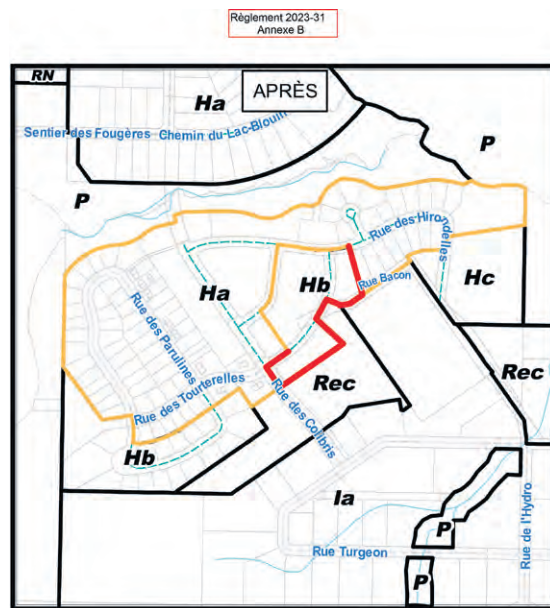 Règlement 2023-31
Annexe B
RN
Ha
APRÈS
Sentier des Fougères
Chemin du-Lac-Blouin
P
P
Rue-des-Hirondelles
Hb
Rue Bacon
Hc
Ha
Rue des Parulines
Rec
Rec
Rue des Tourterelles
Rue des Colibris
Hb
Ia
Rue de l'Hydro
P
Rue Turgeon
P